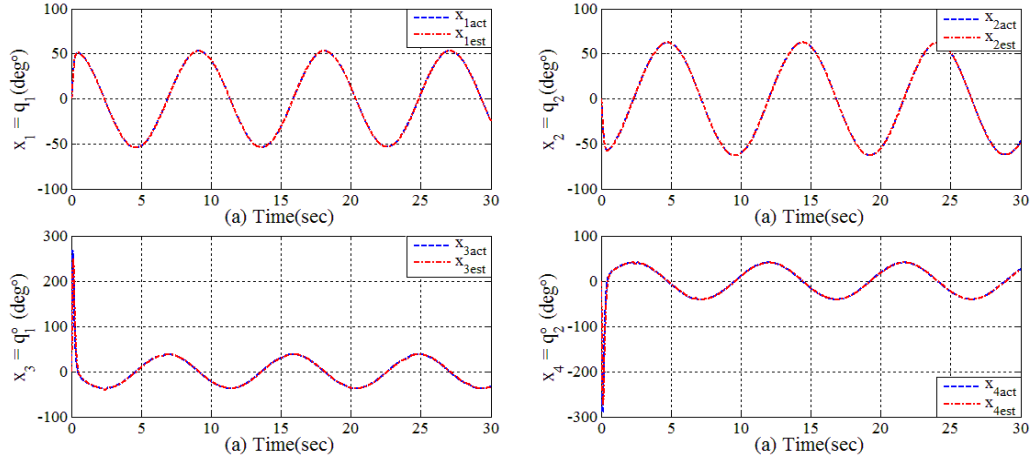 100
50
0
-50
-100
x1 = q1 (deg°)
x1act
x1est
0 5 10 15 20 25 30
(a) Time(sec)
100
50
0
-50
-100
x2 = q2 (deg°)
x2act
x2est
0 5 10 15 20 25 30
(a) Time(sec)
300
200
100
0
-100
x3 = q°1 (deg°)
x3act
x3est
0 5 10 15 20 25 30
(a) Time(sec)
100
0
-100
-200
-300
x4 = q°2 (deg°)
x4act
x4est
0 5 10 15 20 25 30
(a) Time(sec)